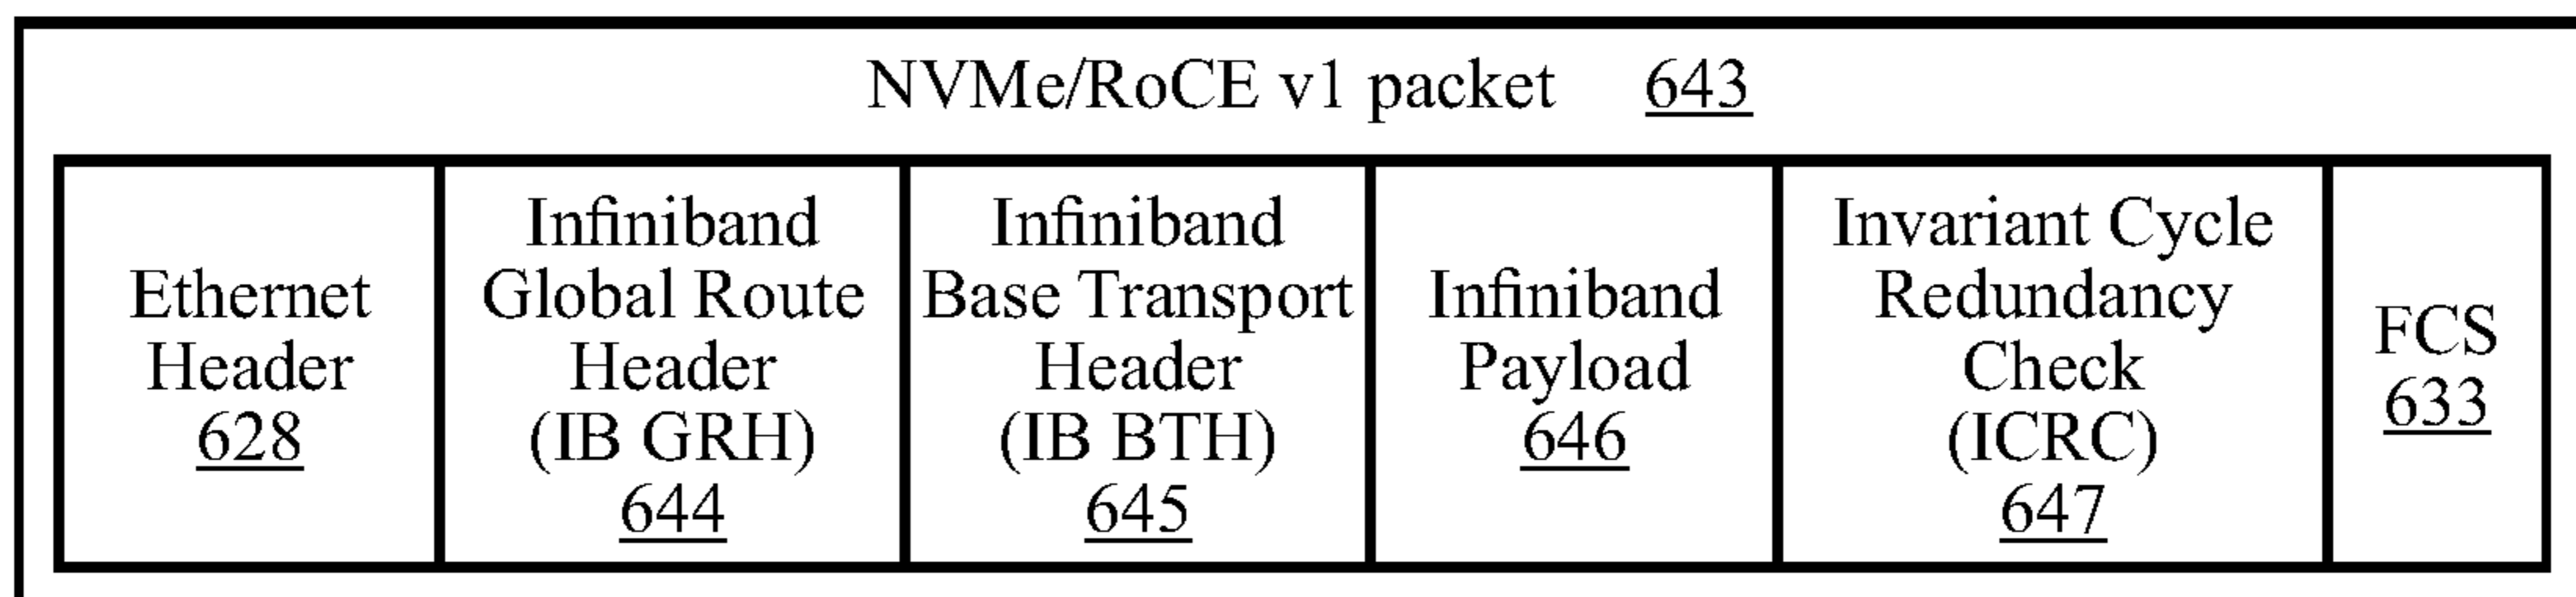 NVMe/RoCE v1 packet 643
Ethernet
Header
628
Infiniband
Global Route
Header
(IB GRH)
644
Infiniband
Base Transport
Header
(IB BTH)
645
Infiniband
Payload
646
Invariant Cycle
Redundancy
Check
(ICRC)
647
FCS
633